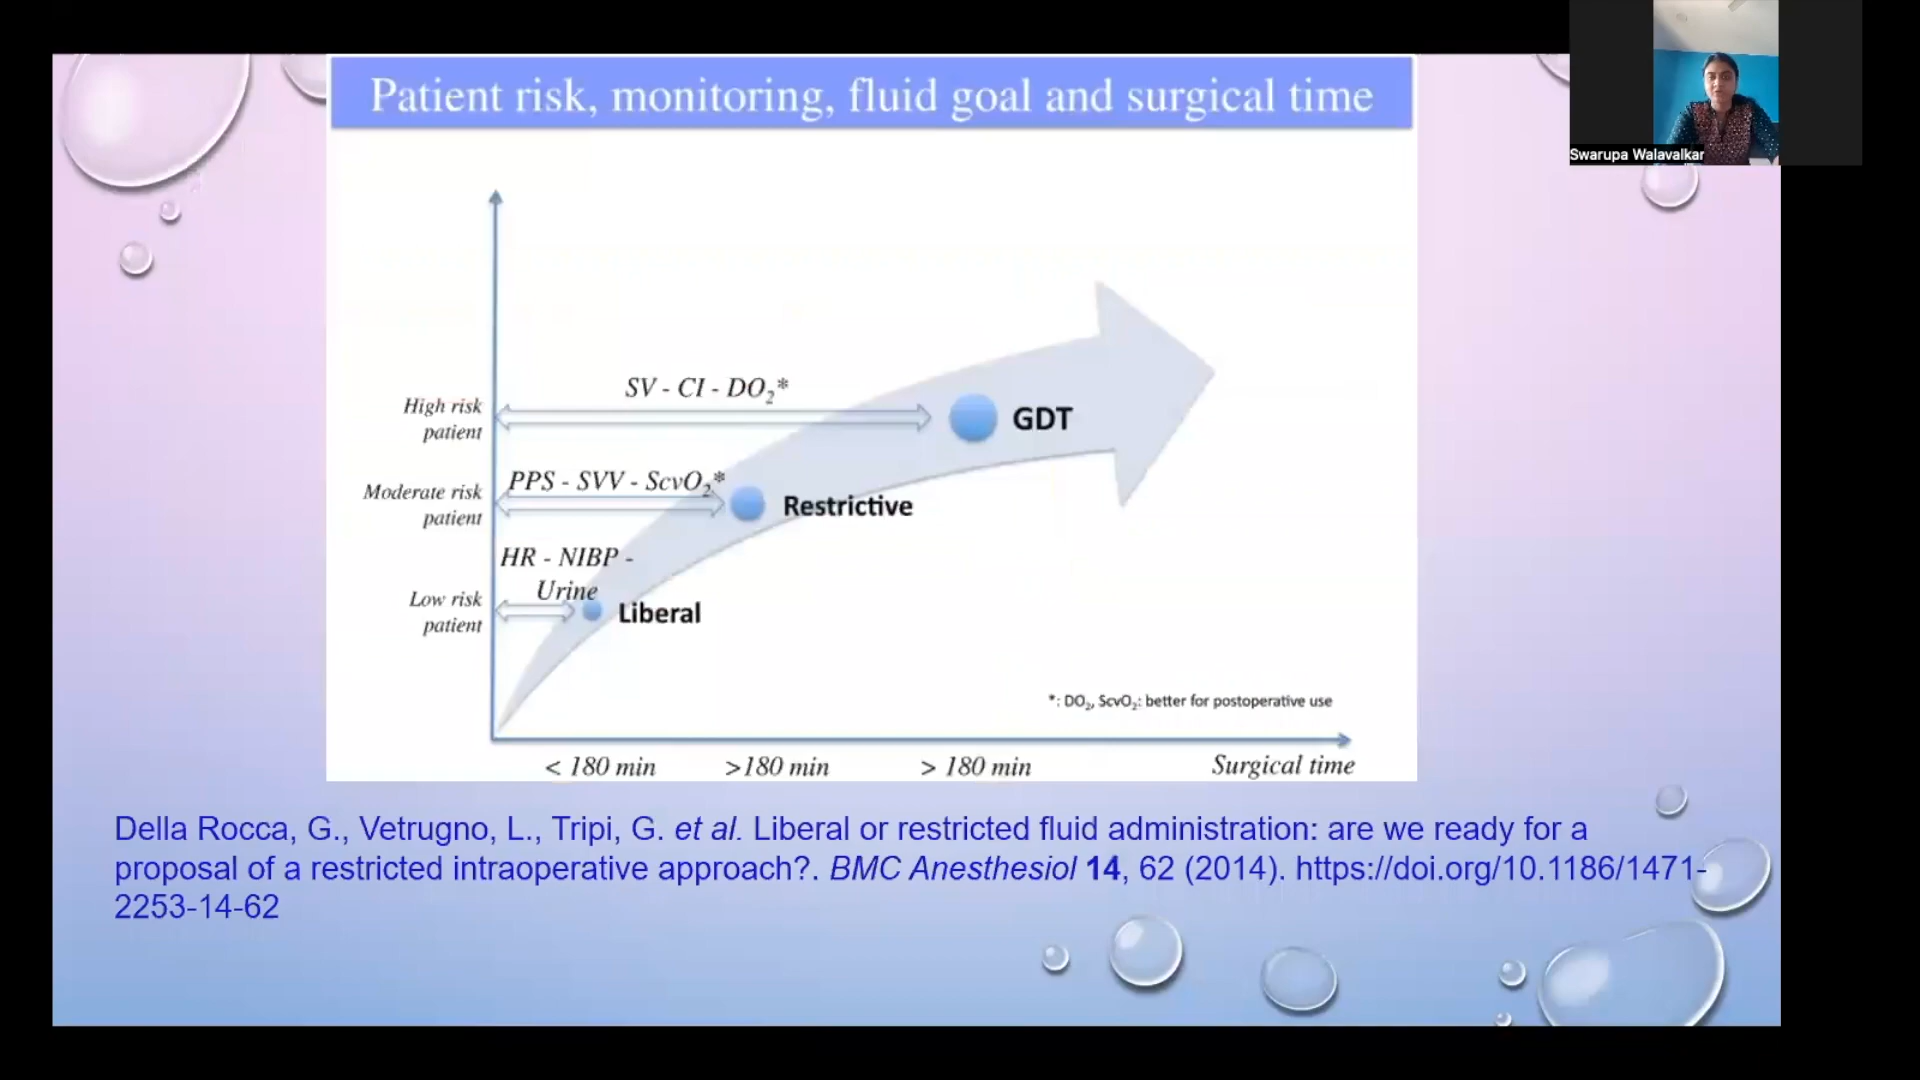 Patient risk, monitoring, fluid goal and surgical time
Swarupa Walavalkar
SV - CI - DO₂*
High risk
patient
GDT
PPS - SVV - ScvO₂*
Moderate risk
patient
Restrictive
HR - NIBP -
Urine
Low risk
patient
Liberal
*: DO₂, ScvO₂: better for postoperative use
< 180 min
>180 min
> 180 min
Surgical time
Della Rocca, G., Vetrugno, L., Tripi, G. et al. Liberal or restricted fluid administration: are we ready for a
proposal of a restricted intraoperative approach?. BMC Anesthesiol 14, 62 (2014). https://doi.org/10.1186/1471-
2253-14-62